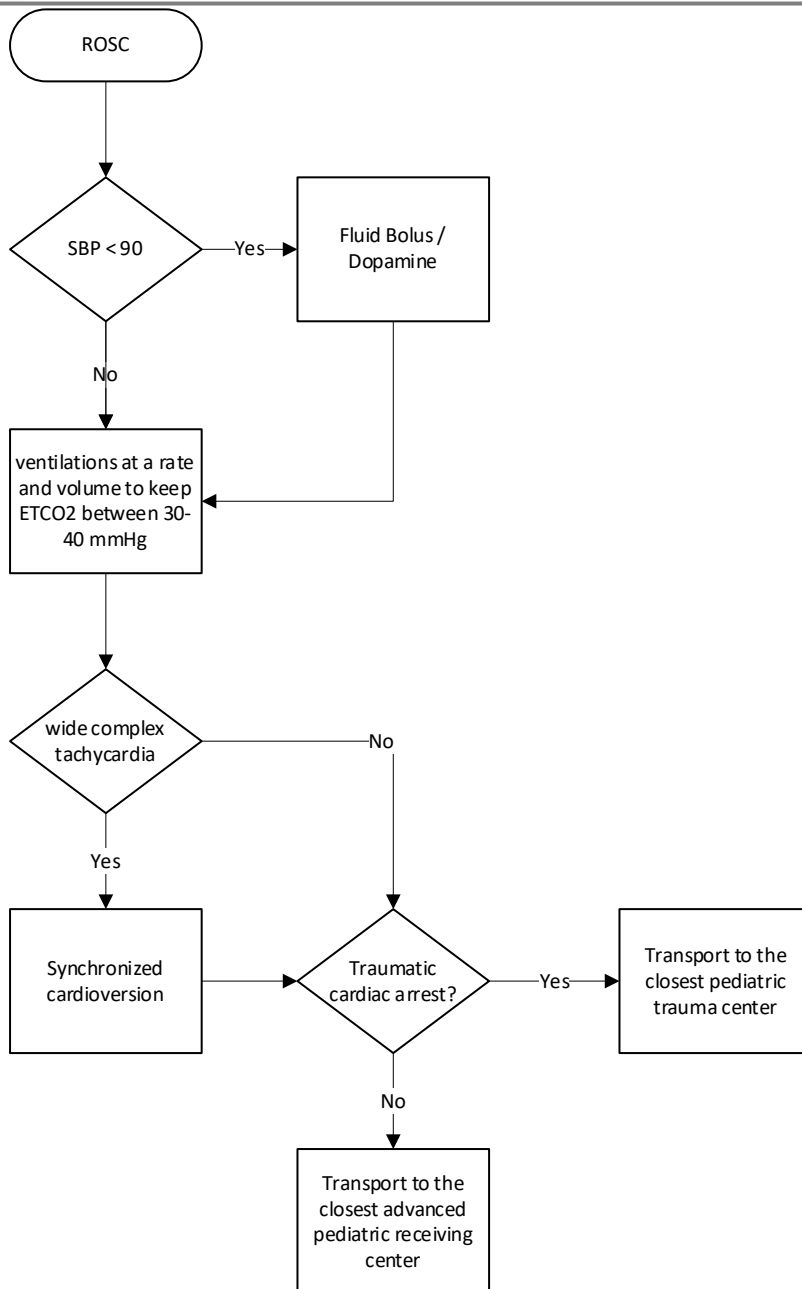 ROSC
SBP < 90
Yes
Fluid Bolus /
Dopamine
No
ventilations at a rate
and volume to keep
ETCO2 between 30-
40 mmHg
wide complex
tachycardia
No
Yes
Synchronized
cardioversion
Traumatic
cardiac arrest?
Yes
Transport to the
closest pediatric
trauma center
No
Transport to the
closest advanced
pediatric receiving
center